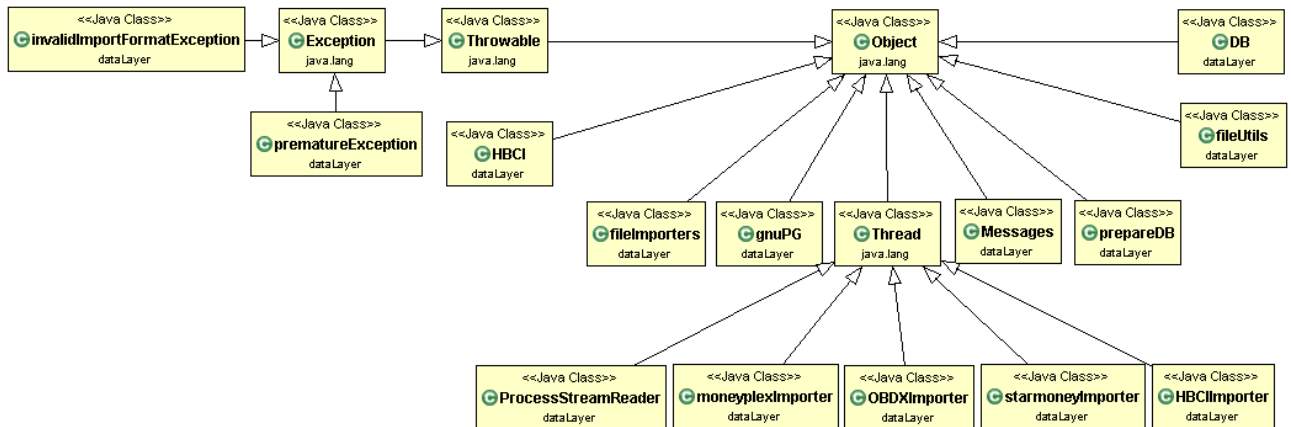 <<Java Class>>
invalidImportFormatException
dataLayer
<<Java Class>>
Exception
java.lang
<<Java Class>>
Throwable
java.lang
<<Java Class>>
Object
java.lang
<<Java Class>>
DB
dataLayer
<<Java Class>>
prematureException
dataLayer
<<Java Class>>
HBCI
dataLayer
<<Java Class>>
fileUtils
dataLayer
<<Java Class>>
fileImporters
dataLayer
<<Java Class>>
gnuPG
dataLayer
<<Java Class>>
Thread
java.lang
<<Java Class>>
Messages
dataLayer
<<Java Class>>
prepareDB
dataLayer
<<Java Class>>
ProcessStreamReader
dataLayer
<<Java Class>>
moneyplexImporter
dataLayer
<<Java Class>>
OBDXImporter
dataLayer
<<Java Class>>
starmoneyImporter
dataLayer
<<Java Class>>
HBCIImporter
dataLayer